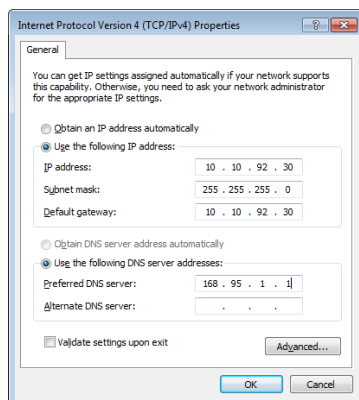 Internet Protocol Version 4 (TCP/IPv4) Properties
General
You can get IP settings assigned automatically if your network supports
this capability. Otherwise, you need to ask your network administrator
for the appropriate IP settings.
Obtain an IP address automatically
Use the following IP address:
IP address: 10 . 10 . 92 . 30
Subnet mask: 255 . 255 . 255 . 0
Default gateway: 10 . 10 . 92 . 30
Obtain DNS server address automatically
Use the following DNS server addresses:
Preferred DNS server: 168 . 95 . 1 . 1
Alternate DNS server: . . .
Validate settings upon exit
Advanced...
OK Cancel